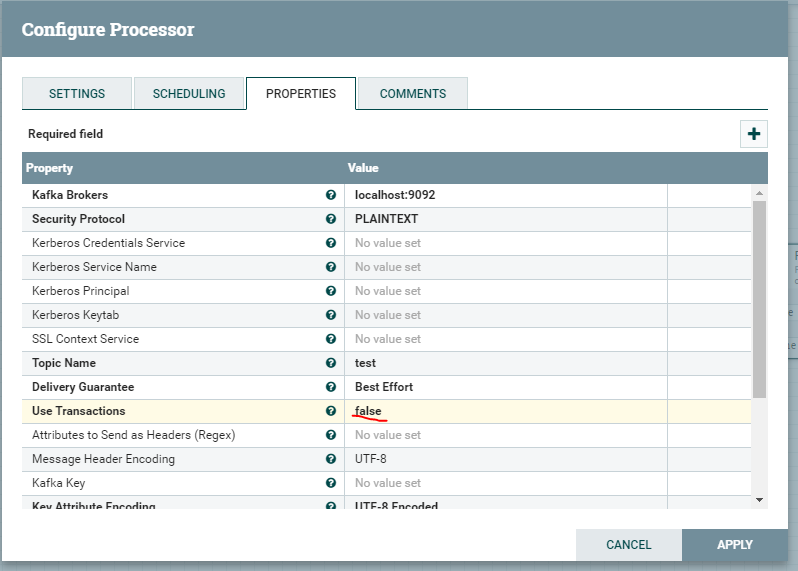 Configure Processor
SETTINGS SCHEDULING PROPERTIES COMMENTS
Required field
Property Value
Kafka Brokers localhost:9092
Security Protocol PLAINTEXT
Kerberos Credentials Service No value set
Kerberos Service Name No value set
Kerberos Principal No value set
Kerberos Keytab No value set
SSL Context Service No value set
Topic Name test
Delivery Guarantee Best Effort
Use Transactions false
Attributes to Send as Headers (Regex) No value set
Message Header Encoding UTF-8
Kafka Key No value set
Key Attribute Encoding UTF-8 Encoded
CANCEL APPLY